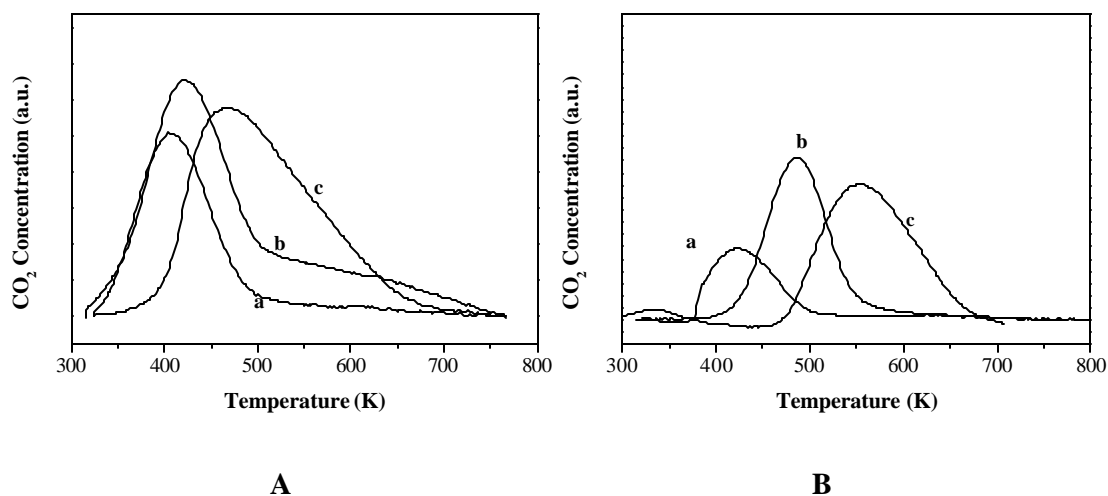 CO2 Concentration (a.u.)
a
b
c
300 400 500 600 700 800
Temperature (K)
A
CO2 Concentration (a.u.)
a
b
c
300 400 500 600 700 800
Temperature (K)
B